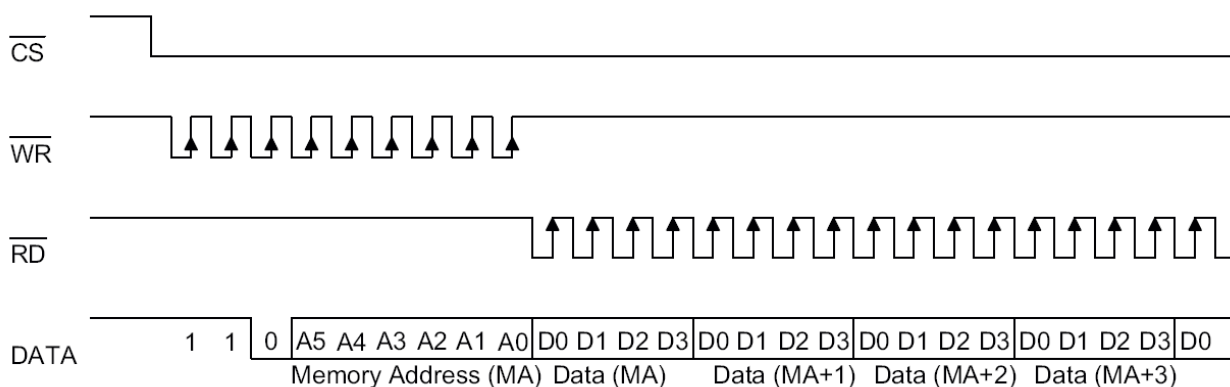 CS
WR
RD
DATA 1 1 0 A5 A4 A3 A2 A1 A0 D0 D1 D2 D3 D0 D1 D2 D3 D0 D1 D2 D3 D0 D1 D2 D3 D0
Memory Address (MA) Data (MA) Data (MA+1) Data (MA+2) Data (MA+3)